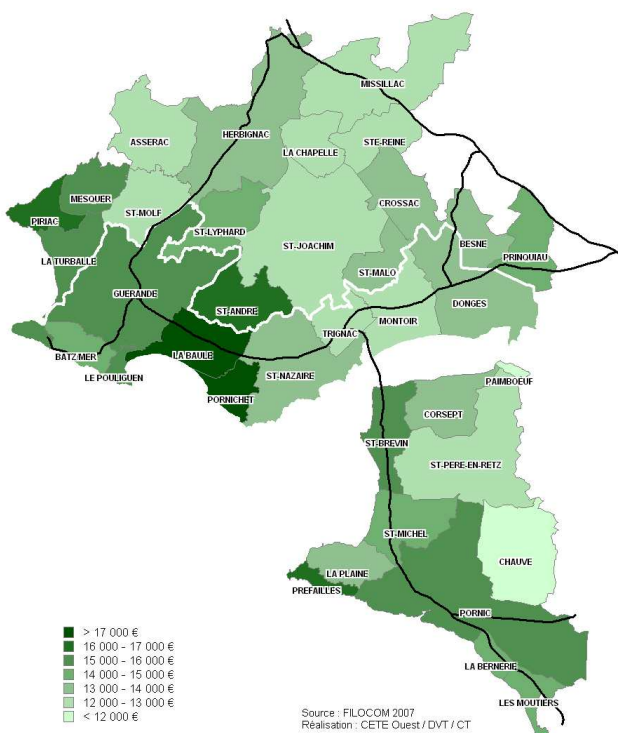 MISSILLAC
ASSERAC
HERBIGNAC
LA CHAPELLE
STE-REINE
MESQUER
CROSSAC
PIRIAC
ST-MOLF
ST-LYPHARD
ST-JOACHIM
BESNE
LA TURBALLE
PRINQUIAU
ST-MALO
GUERANDE
ST-ANDRE
DONGES
MONTOIR
TRIGNAC
BATZ/MER
LA BAULE
LE POULIGUEN
ST-NAZAIRE
PAIMBOEUF
PORNICHET
CORSEPT
ST-BREVIN
ST-PERE-EN-RETZ
ST-MICHEL
CHAUVE
LA PLAINE
PREFAILLES
PORNIC
LA BERNERIE
LES MOUTIERS
> 17 000 €
16 000 - 17 000 €
15 000 - 16 000 €
14 000 - 15 000 €
13 000 - 14 000 €
12 000 - 13 000 €
< 12 000 €
Source : FILOCOM 2007
Réalisation : CETE Ouest / DVT / CT